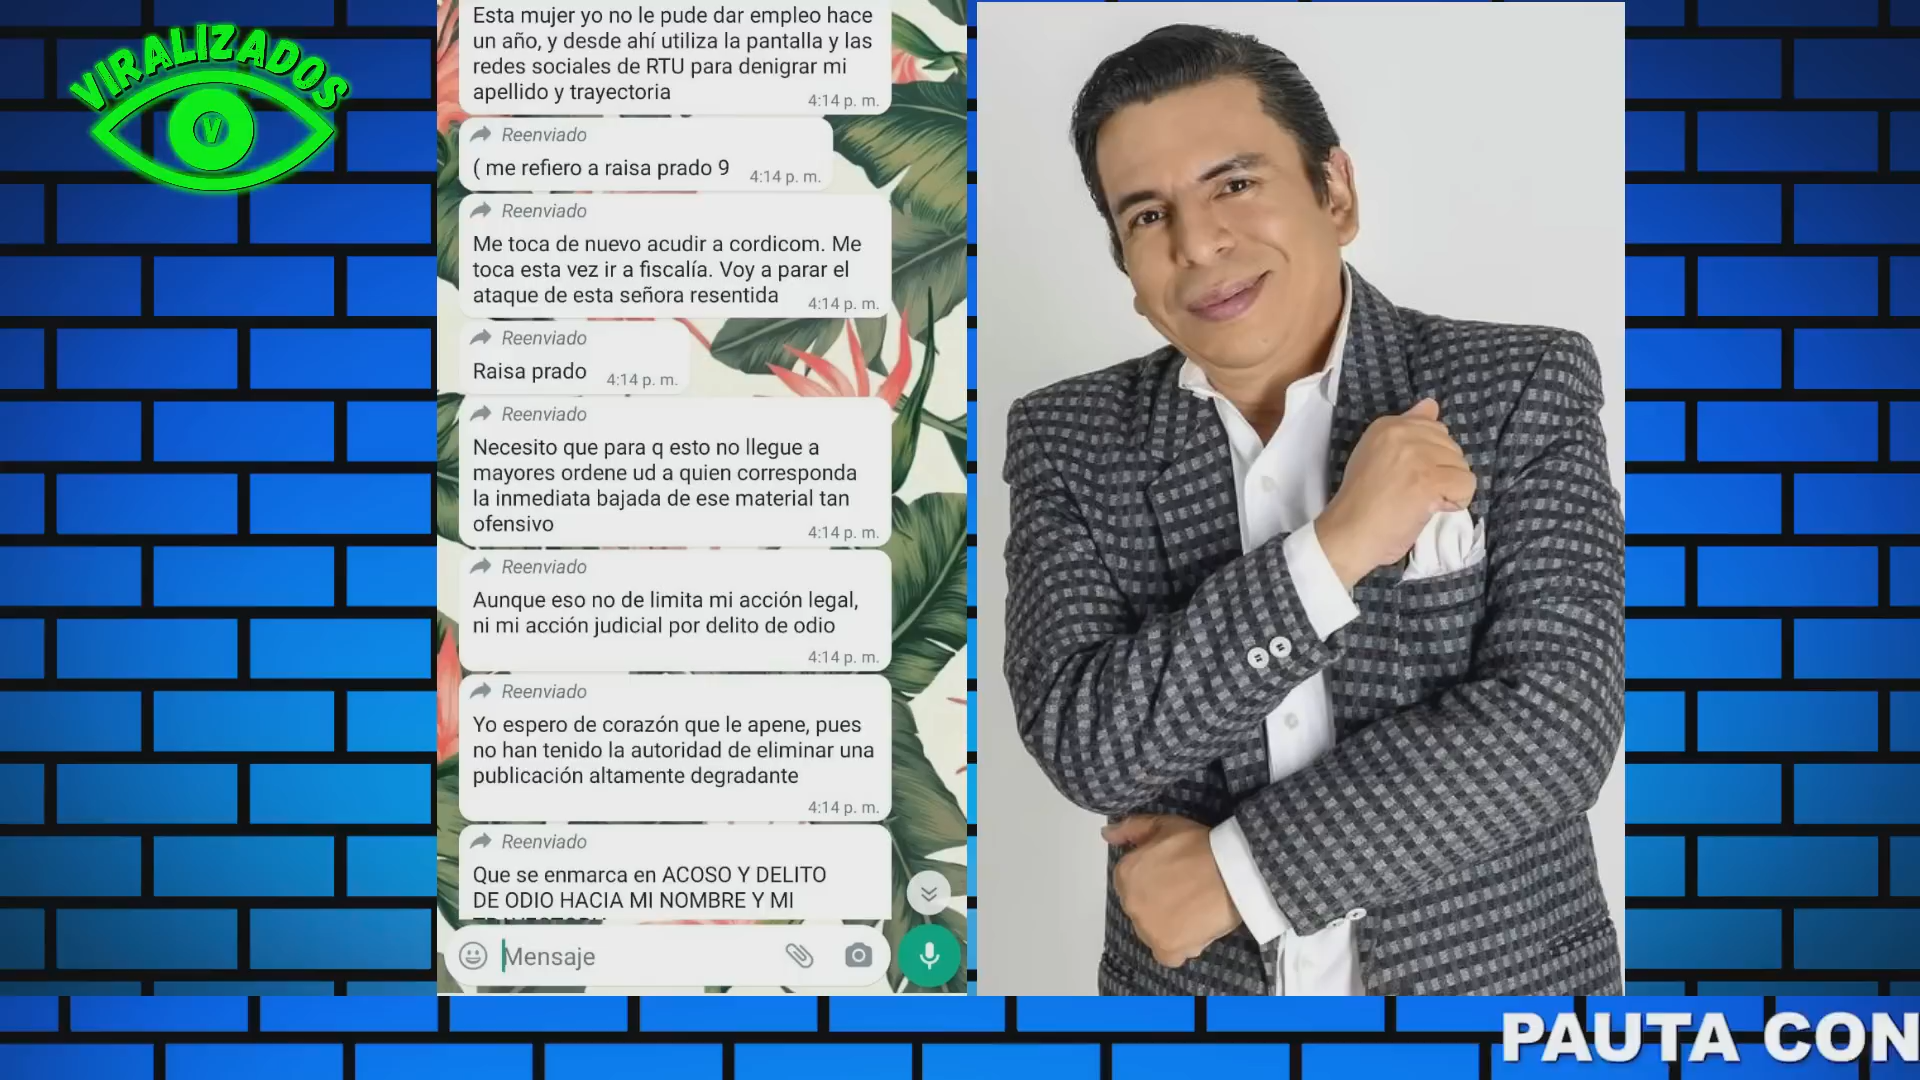 VIRALIZADOS
V
Esta mujer yo no le pude dar empleo hace
un año, y desde ahí utiliza la pantalla y las
redes sociales de RTU para denigrar mi
apellido y trayectoria
4:14 p. m.
Reenviado
( me refiero a raisa prado 9
4:14 p. m.
Reenviado
Me toca de nuevo acudir a cordicom. Me
toca esta vez ir a fiscalía. Voy a parar el
ataque de esta señora resentida
4:14 p. m.
Reenviado
Raisa prado
4:14 p. m.
Reenviado
Necesito que para q esto no llegue a
mayores ordene ud a quien corresponda
la inmediata bajada de ese material tan
ofensivo
4:14 p. m.
Reenviado
Aunque eso no de limita mi acción legal,
ni mi acción judicial por delito de odio
4:14 p. m.
Reenviado
Yo espero de corazón que le apene, pues
no han tenido la autoridad de eliminar una
publicación altamente degradante
4:14 p. m.
Reenviado
Que se enmarca en ACOSO Y DELITO
DE ODIO HACIA MI NOMBRE Y MI
Mensaje
PAUTA CON